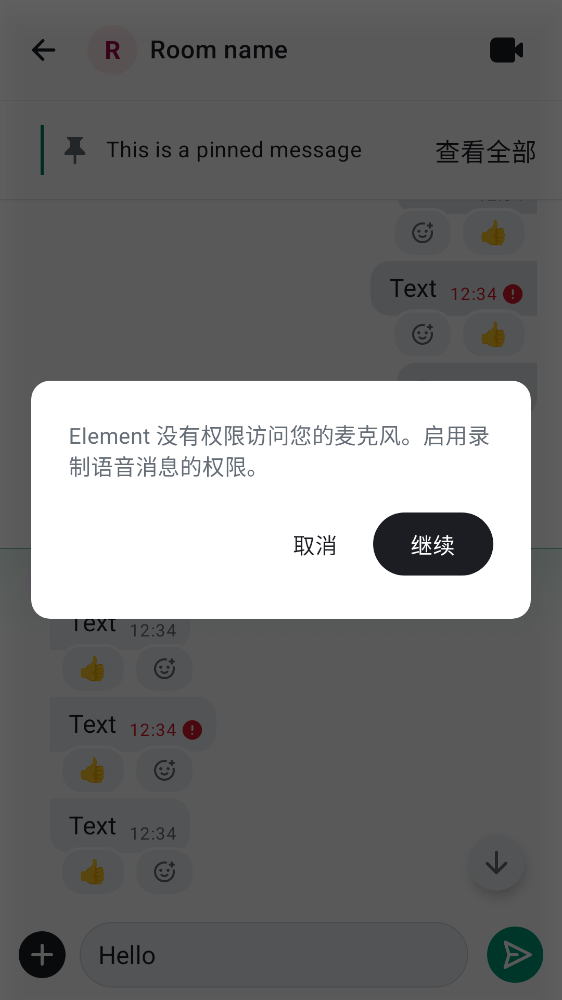 R Room name
This is a pinned message 查看全部
Text 12:34
Element 没有权限访问您的麦克风。启用录
制语音消息的权限。
取消 继续
Text 12:34
Text 12:34
Text 12:34
Hello